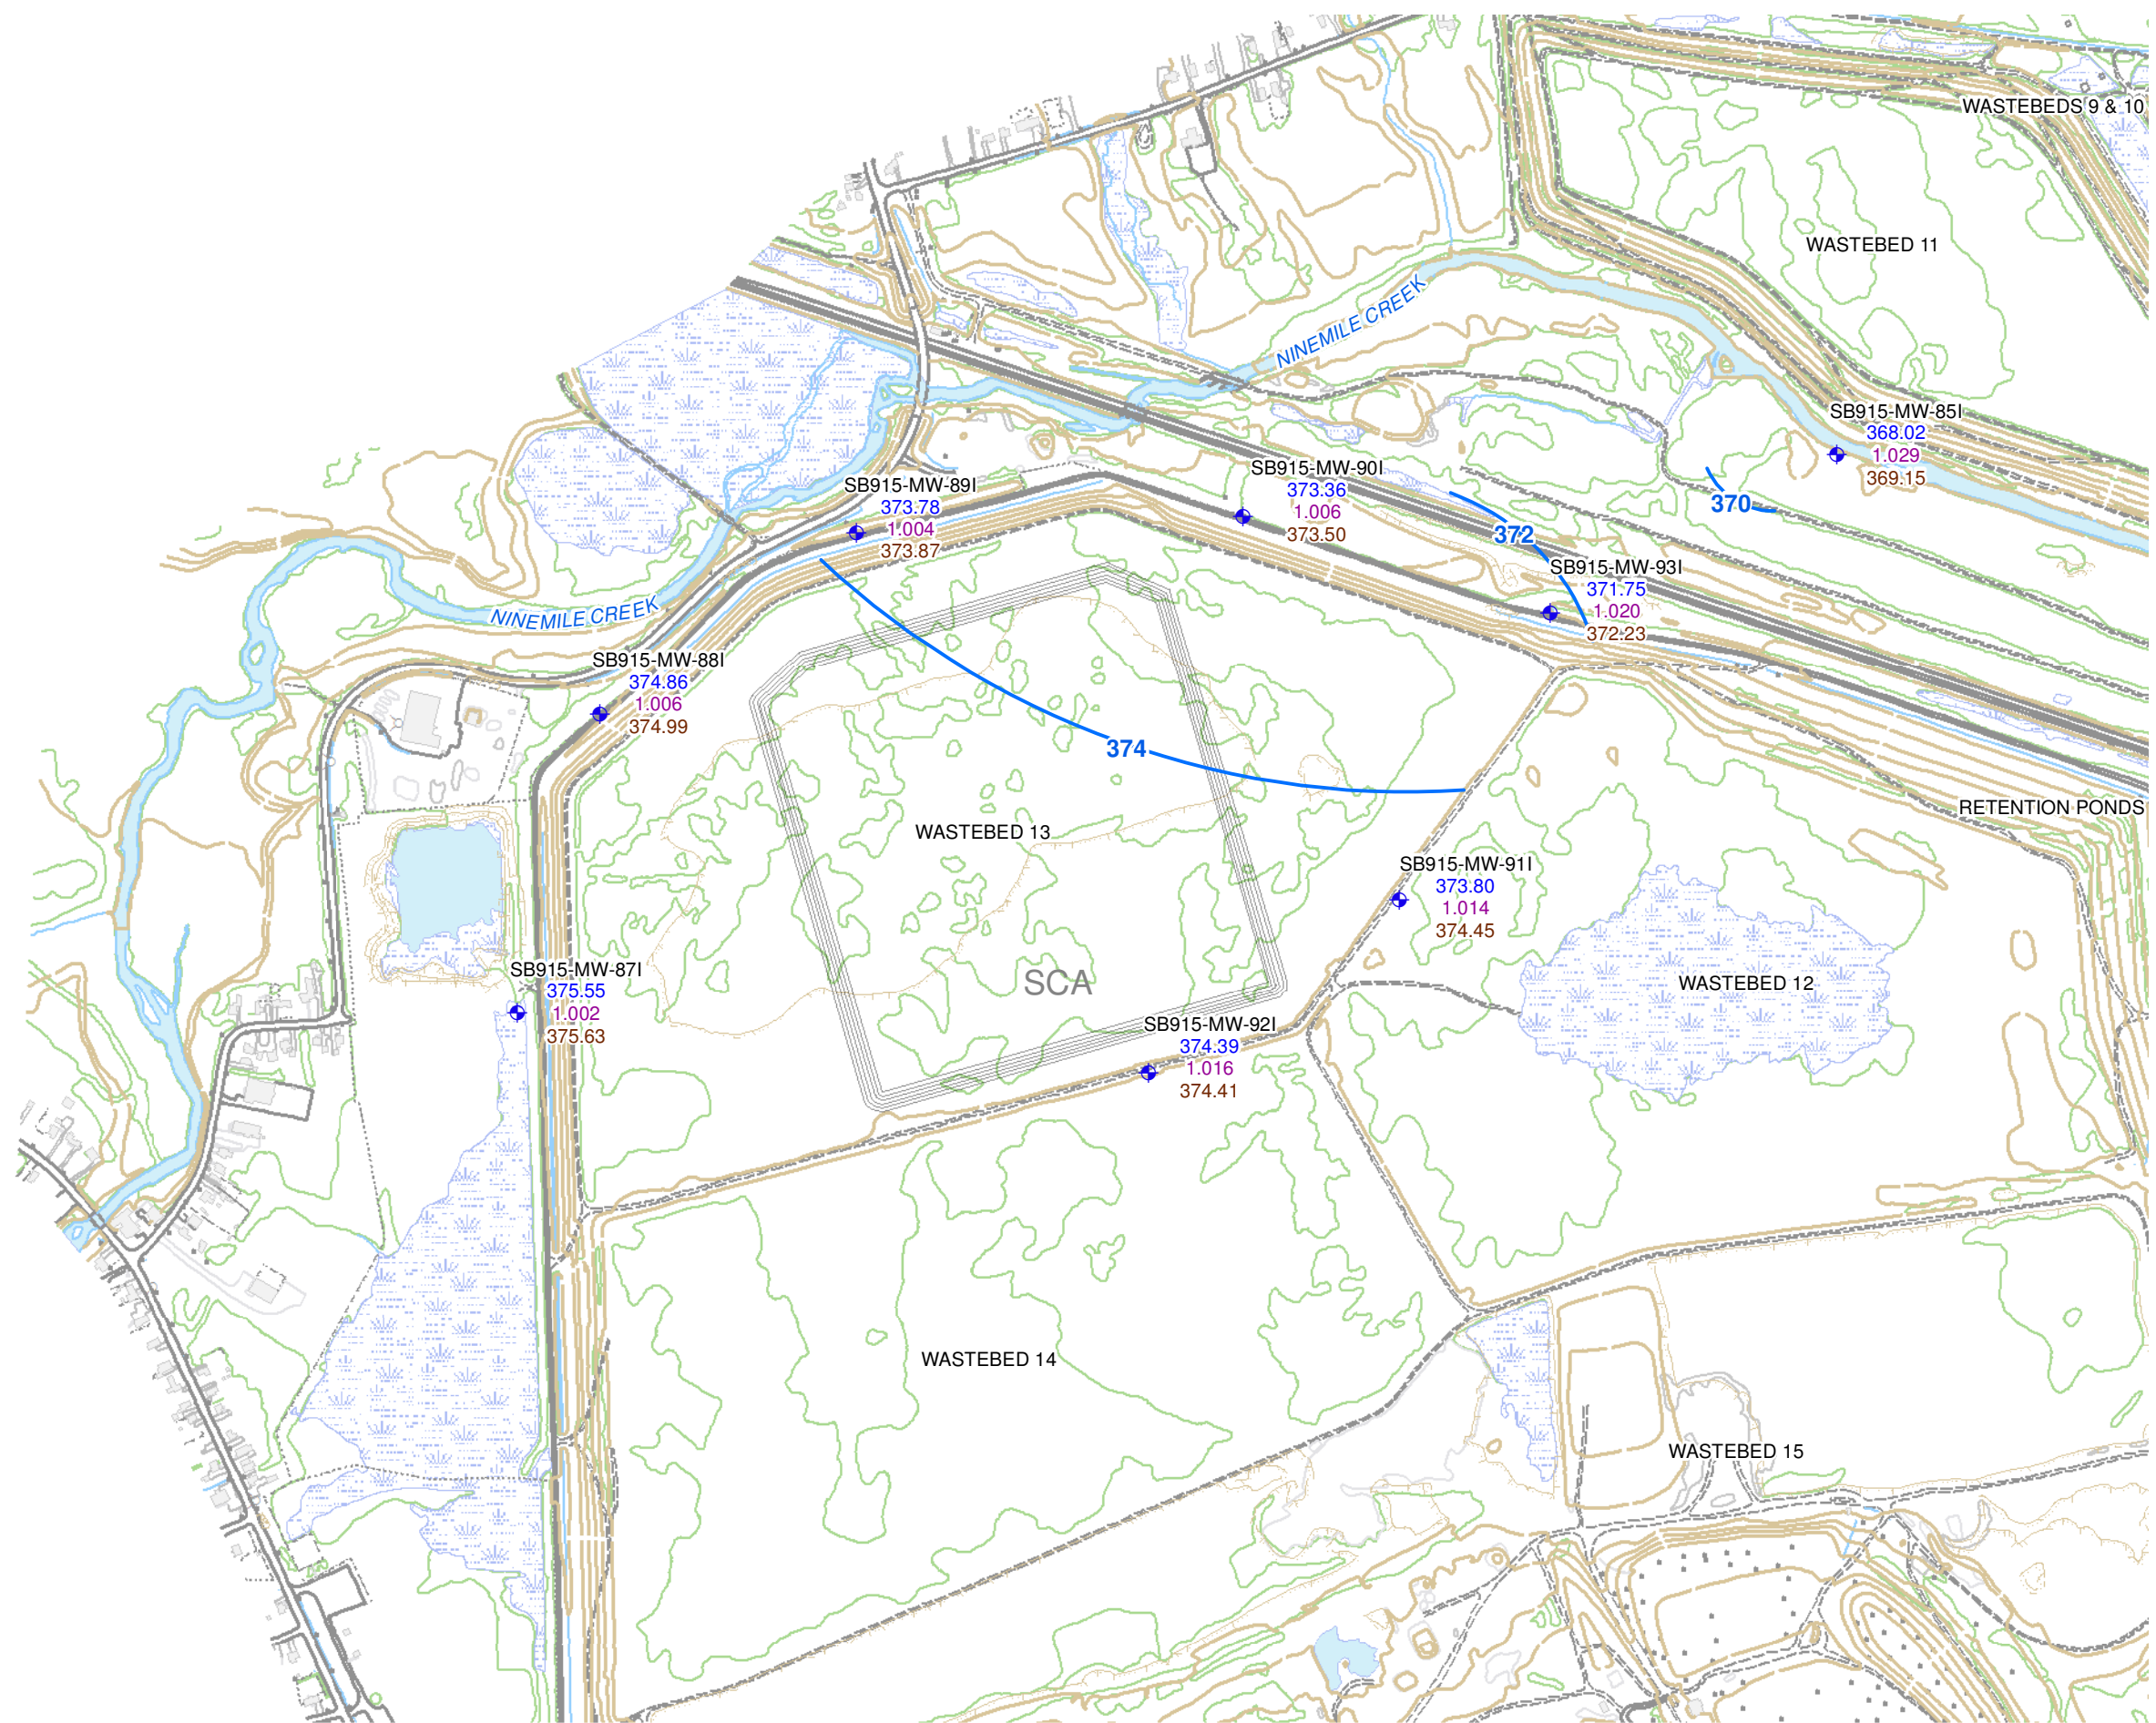 WASTEBEDS 9 & 10
WASTEBED 11
NINEMILE CREEK
SB915-MW-85I
368.02
1.029
369.15
SB915-MW-90I
373.36
1.006
373.50
SB915-MW-89I
373.78
1.004
373.87
370
372
SB915-MW-93I
371.75
1.020
372.23
NINEMILE CREEK
SB915-MW-88I
374.86
1.006
374.99
374
RETENTION PONDS
WASTEBED 13
SB915-MW-91I
373.80
1.014
374.45
SB915-MW-87I
375.55
1.002
375.63
SCA
WASTEBED 12
SB915-MW-92I
374.39
1.016
374.41
WASTEBED 14
WASTEBED 15